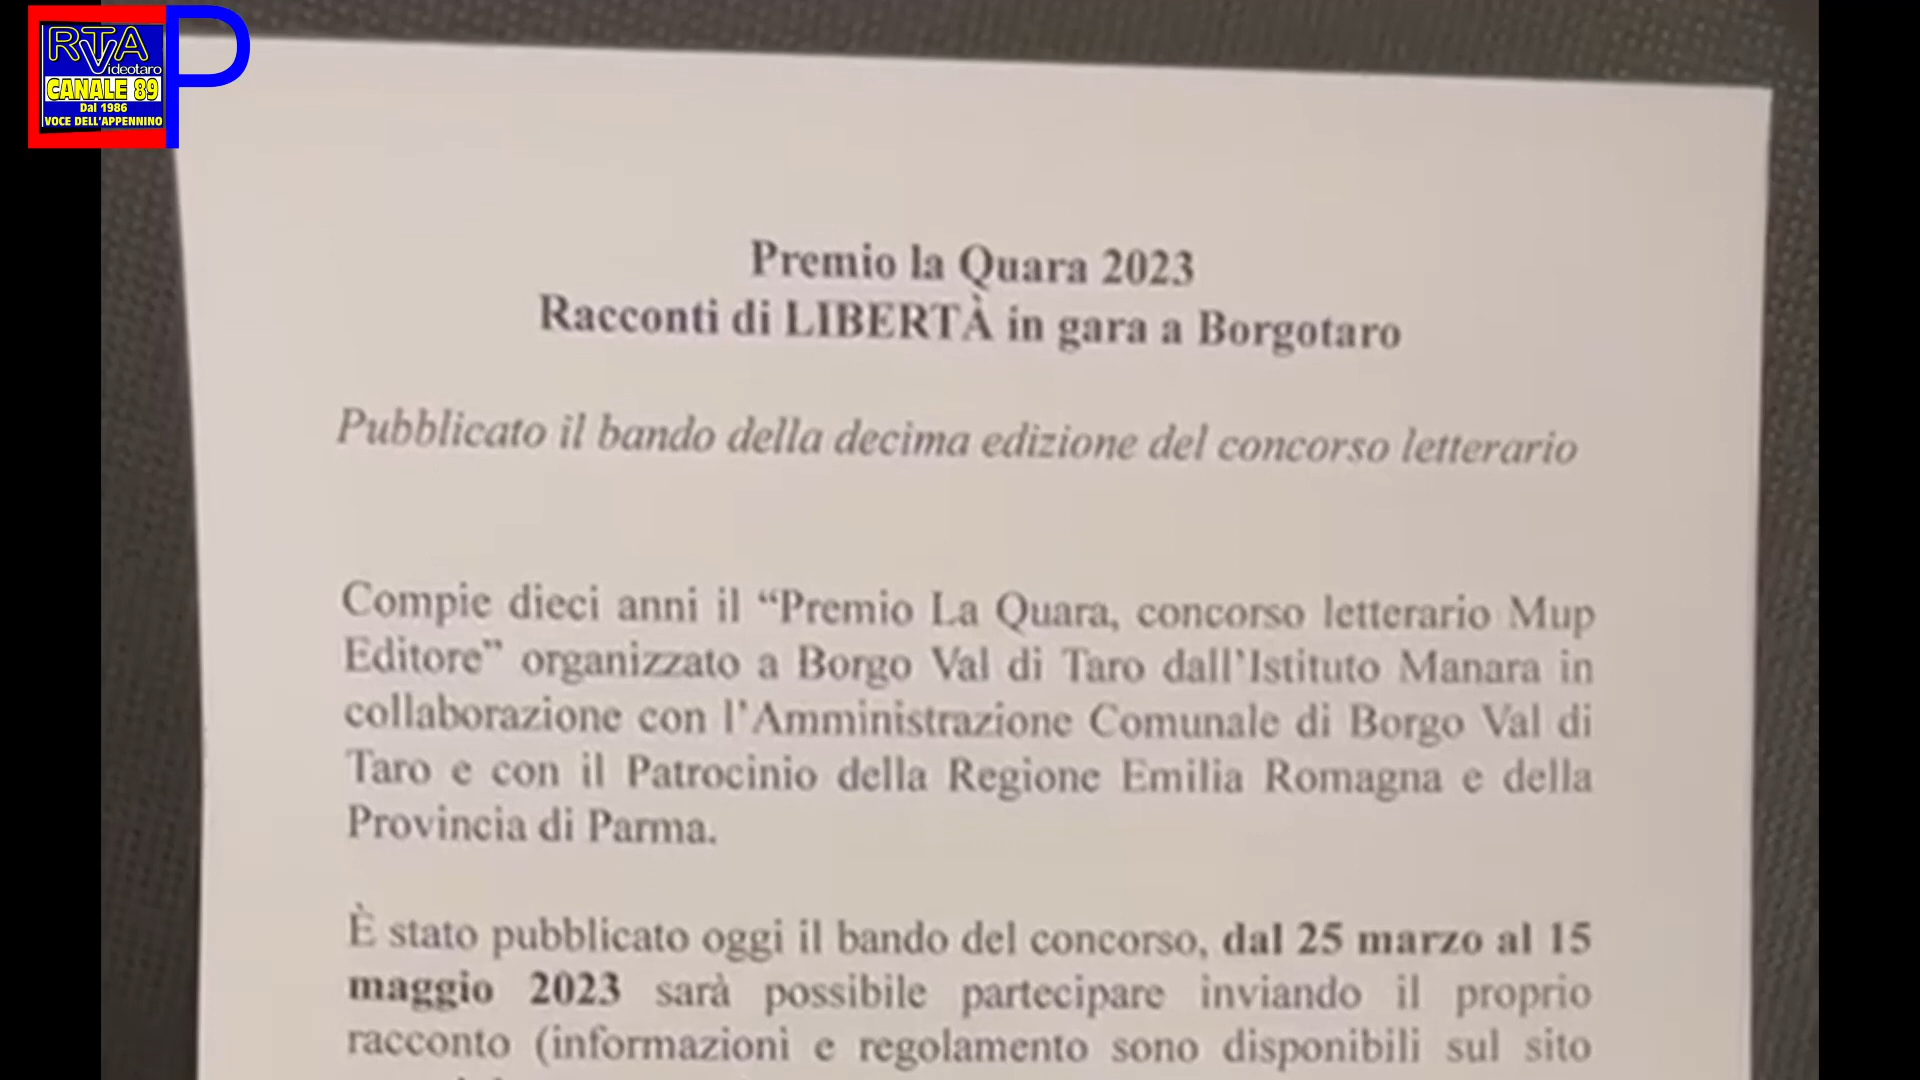 RTA
Videotaro
CANALE 89
Dal 1986
VOCE DELL'APPENNINO
P
Premio la Quara 2023
Racconti di LIBERTÀ in gara a Borgotaro
Pubblicato il bando della decima edizione del concorso letterario
Compie dieci anni il “Premio La Quara, concorso letterario Mup
Editore” organizzato a Borgo Val di Taro dall’Istituto Manara in
collaborazione con l’Amministrazione Comunale di Borgo Val di
Taro e con il Patrocinio della Regione Emilia Romagna e della
Provincia di Parma.
È stato pubblicato oggi il bando del concorso, dal 25 marzo al 15
maggio 2023 sarà possibile partecipare inviando il proprio
racconto (informazioni e regolamento sono disponibili sul sito